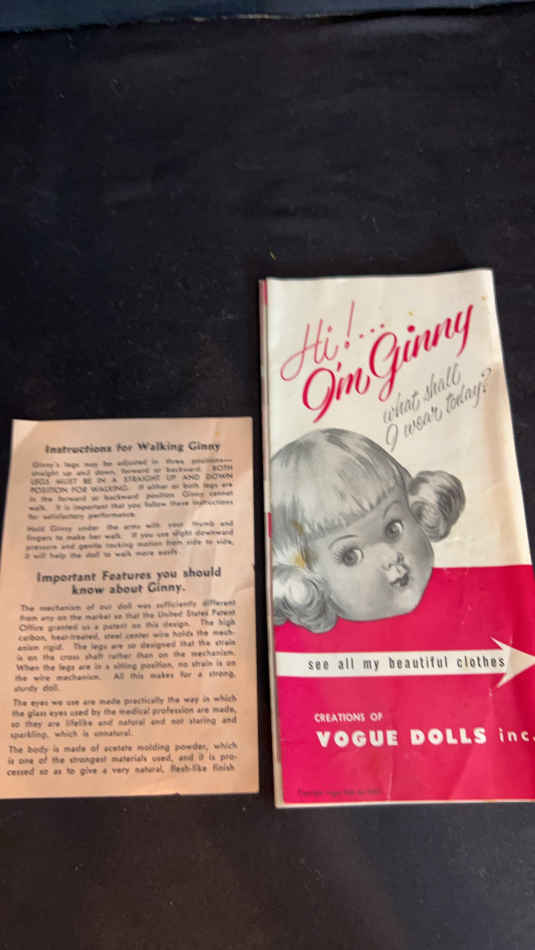 Instructions for Walking Ginny
Ginny's legs may be adjusted in three positions—
straight up and down, forward or backward. BOTH
LEGS MUST BE IN A STRAIGHT UP AND DOWN
POSITION FOR WALKING. If either or both legs are
in the forward or backward position Ginny cannot
walk. It is important that you follow these instructions
for satisfactory performance.
Hold Ginny under the arms with your thumb and
fingers to make her walk. If you use slight downward
pressure and gentle rocking motion from side to side,
it will help the doll to walk more easily.
Important Features you should
know about Ginny.
The mechanism of our doll was sufficiently different
from any on the market so that the United States Patent
Office granted us a patent on this design. The high
carbon, heat-treated, steel center wire holds the mech-
anism rigid. The legs are so designed that the strain
is on the cross shaft rather than on the mechanism.
When the legs are in a sitting position, no strain is on
the wire mechanism. All this makes for a strong,
sturdy doll.
The eyes we use are made practically the way in which
the glass eyes used by the medical profession are made,
so they are lifelike and natural and not staring and
sparkling, which is unnatural.
The body is made of acetate molding powder, which
is one of the strongest materials used, and it is pro-
cessed so as to give a very natural, flesh-like finish
Hi!...
I'm Ginny
what shall
I wear today?
see all my beautiful clothes
CREATIONS OF
VOGUE DOLLS inc.